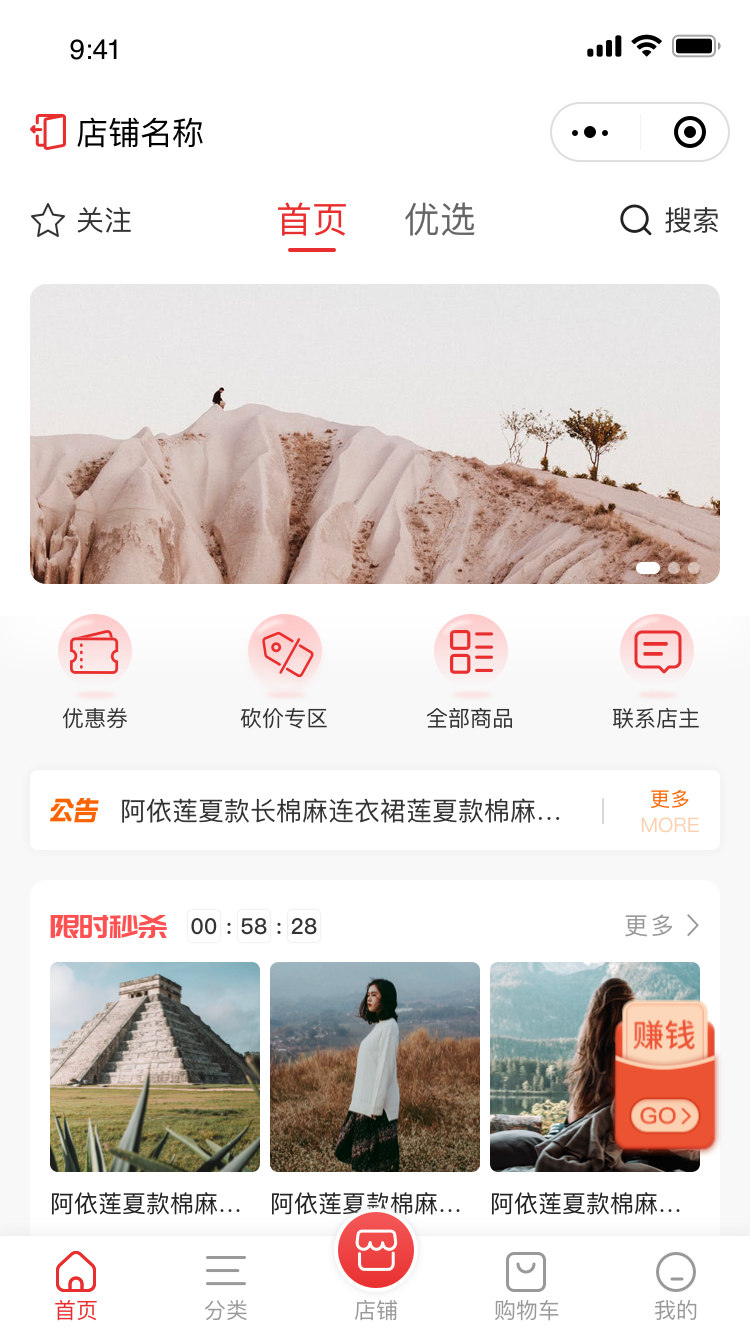 9:41
店铺名称
关注 首页 优选 搜索
优惠券 砍价专区 全部商品 联系店主
公告 阿依莲夏款长棉麻连衣裙莲夏款棉麻... 更多
MORE
限时秒杀 00 : 58 : 28 更多
赚钱
GO
阿依莲夏款棉麻... 阿依莲夏款棉麻... 阿依莲夏款棉麻...
首页 分类 店铺 购物车 我的